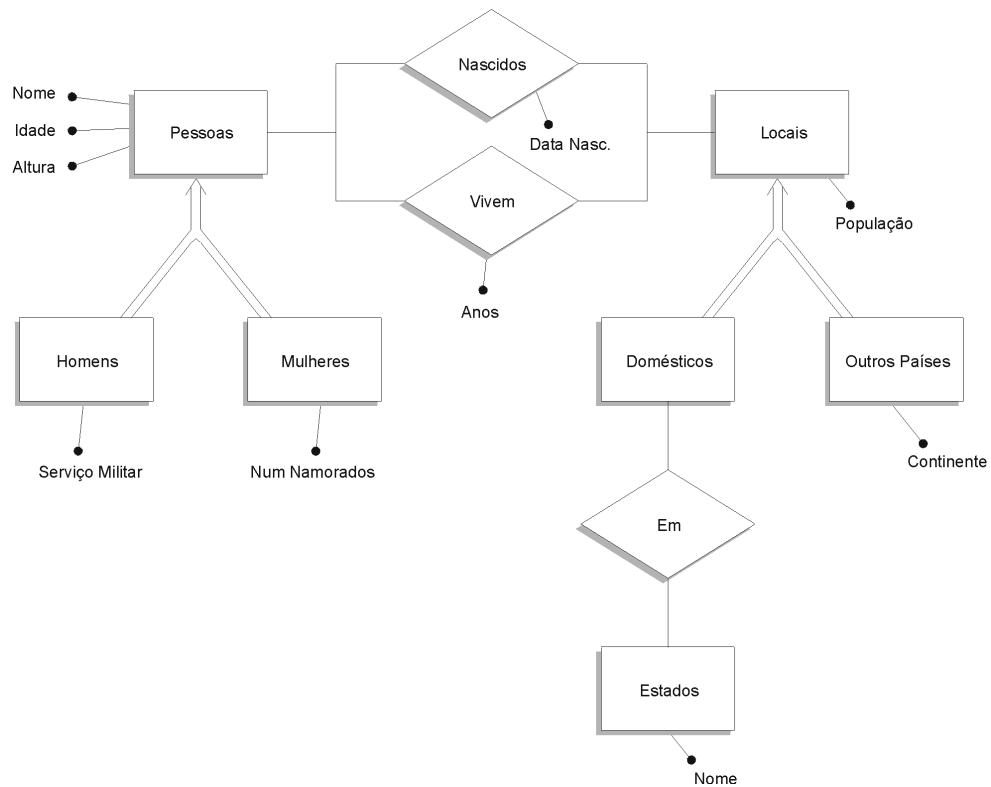 Nascidos
Nome
Idade
Altura
Pessoas
Locais
Data Nasc.
Vivem
População
Anos
Homens
Mulheres
Domésticos
Outros Países
Serviço Militar
Num Namorados
Continente
Em
Estados
Nome